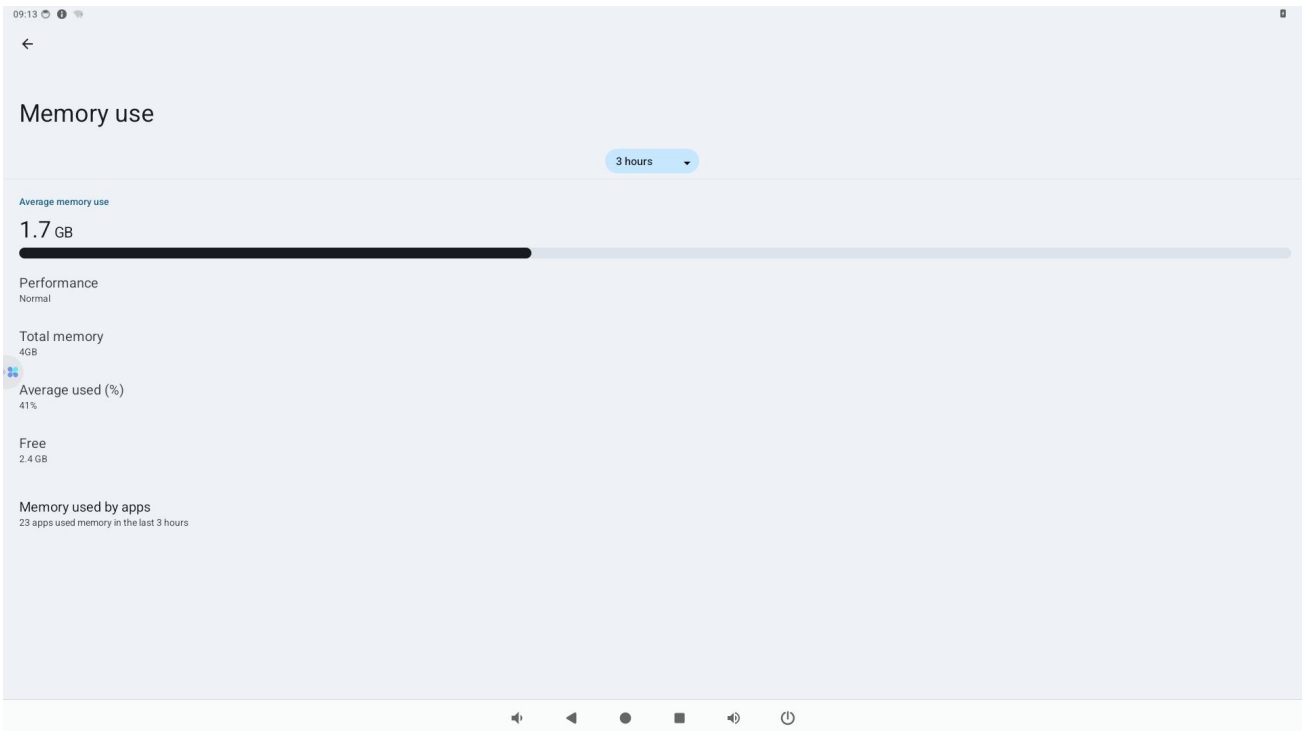 09:13
Memory use
3 hours
Average memory use
1.7 GB
Performance
Normal
Total memory
4GB
Average used (%)
41%
Free
2.4 GB
Memory used by apps
23 apps used memory in the last 3 hours